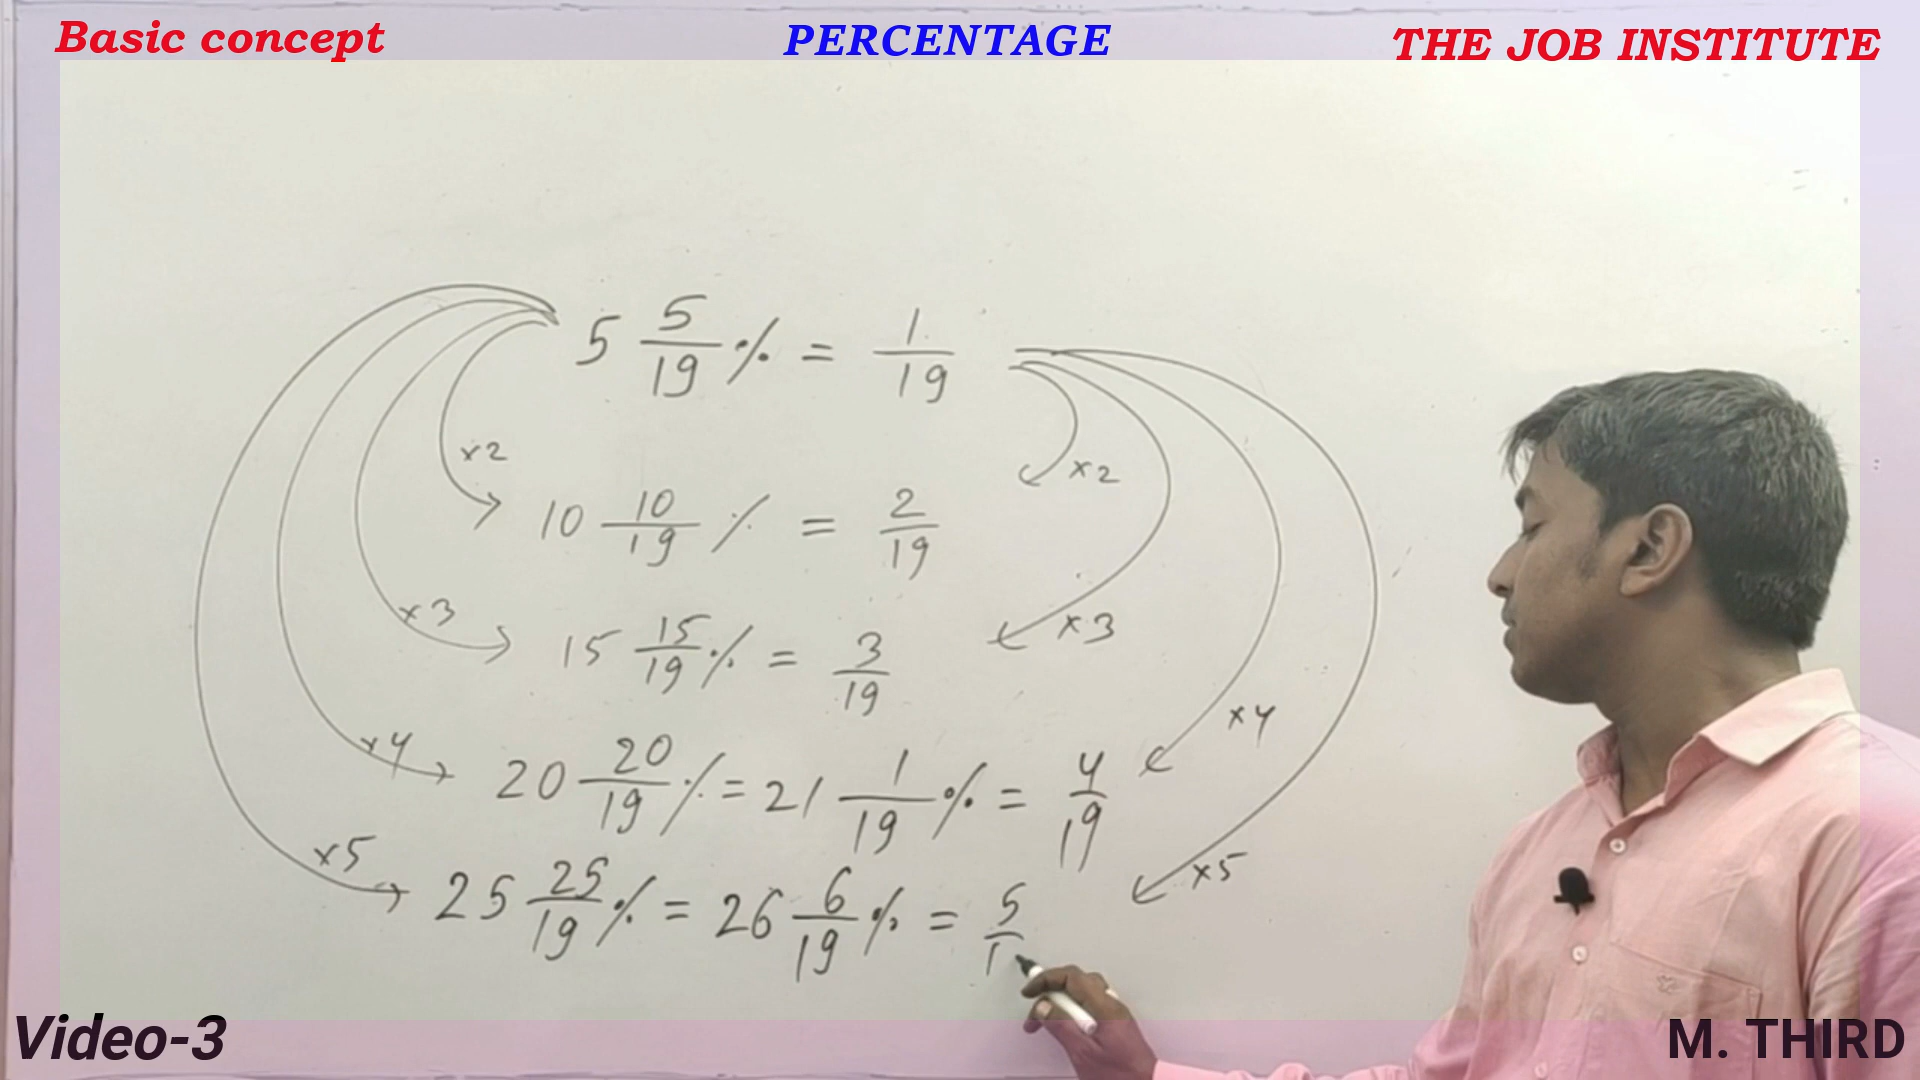 Basic concept PERCENTAGE THE JOB INSTITUTE
5 5/19 % = 1/19
×2 ×2
10 10/19 % = 2/19
×3 ×3
15 15/19 % = 3/19
×4 ×4
20 20/19 % = 21 1/19 % = 4/19
×5 ×5
25 25/19 % = 26 6/19 % = 5/1
Video-3 M. THIRD